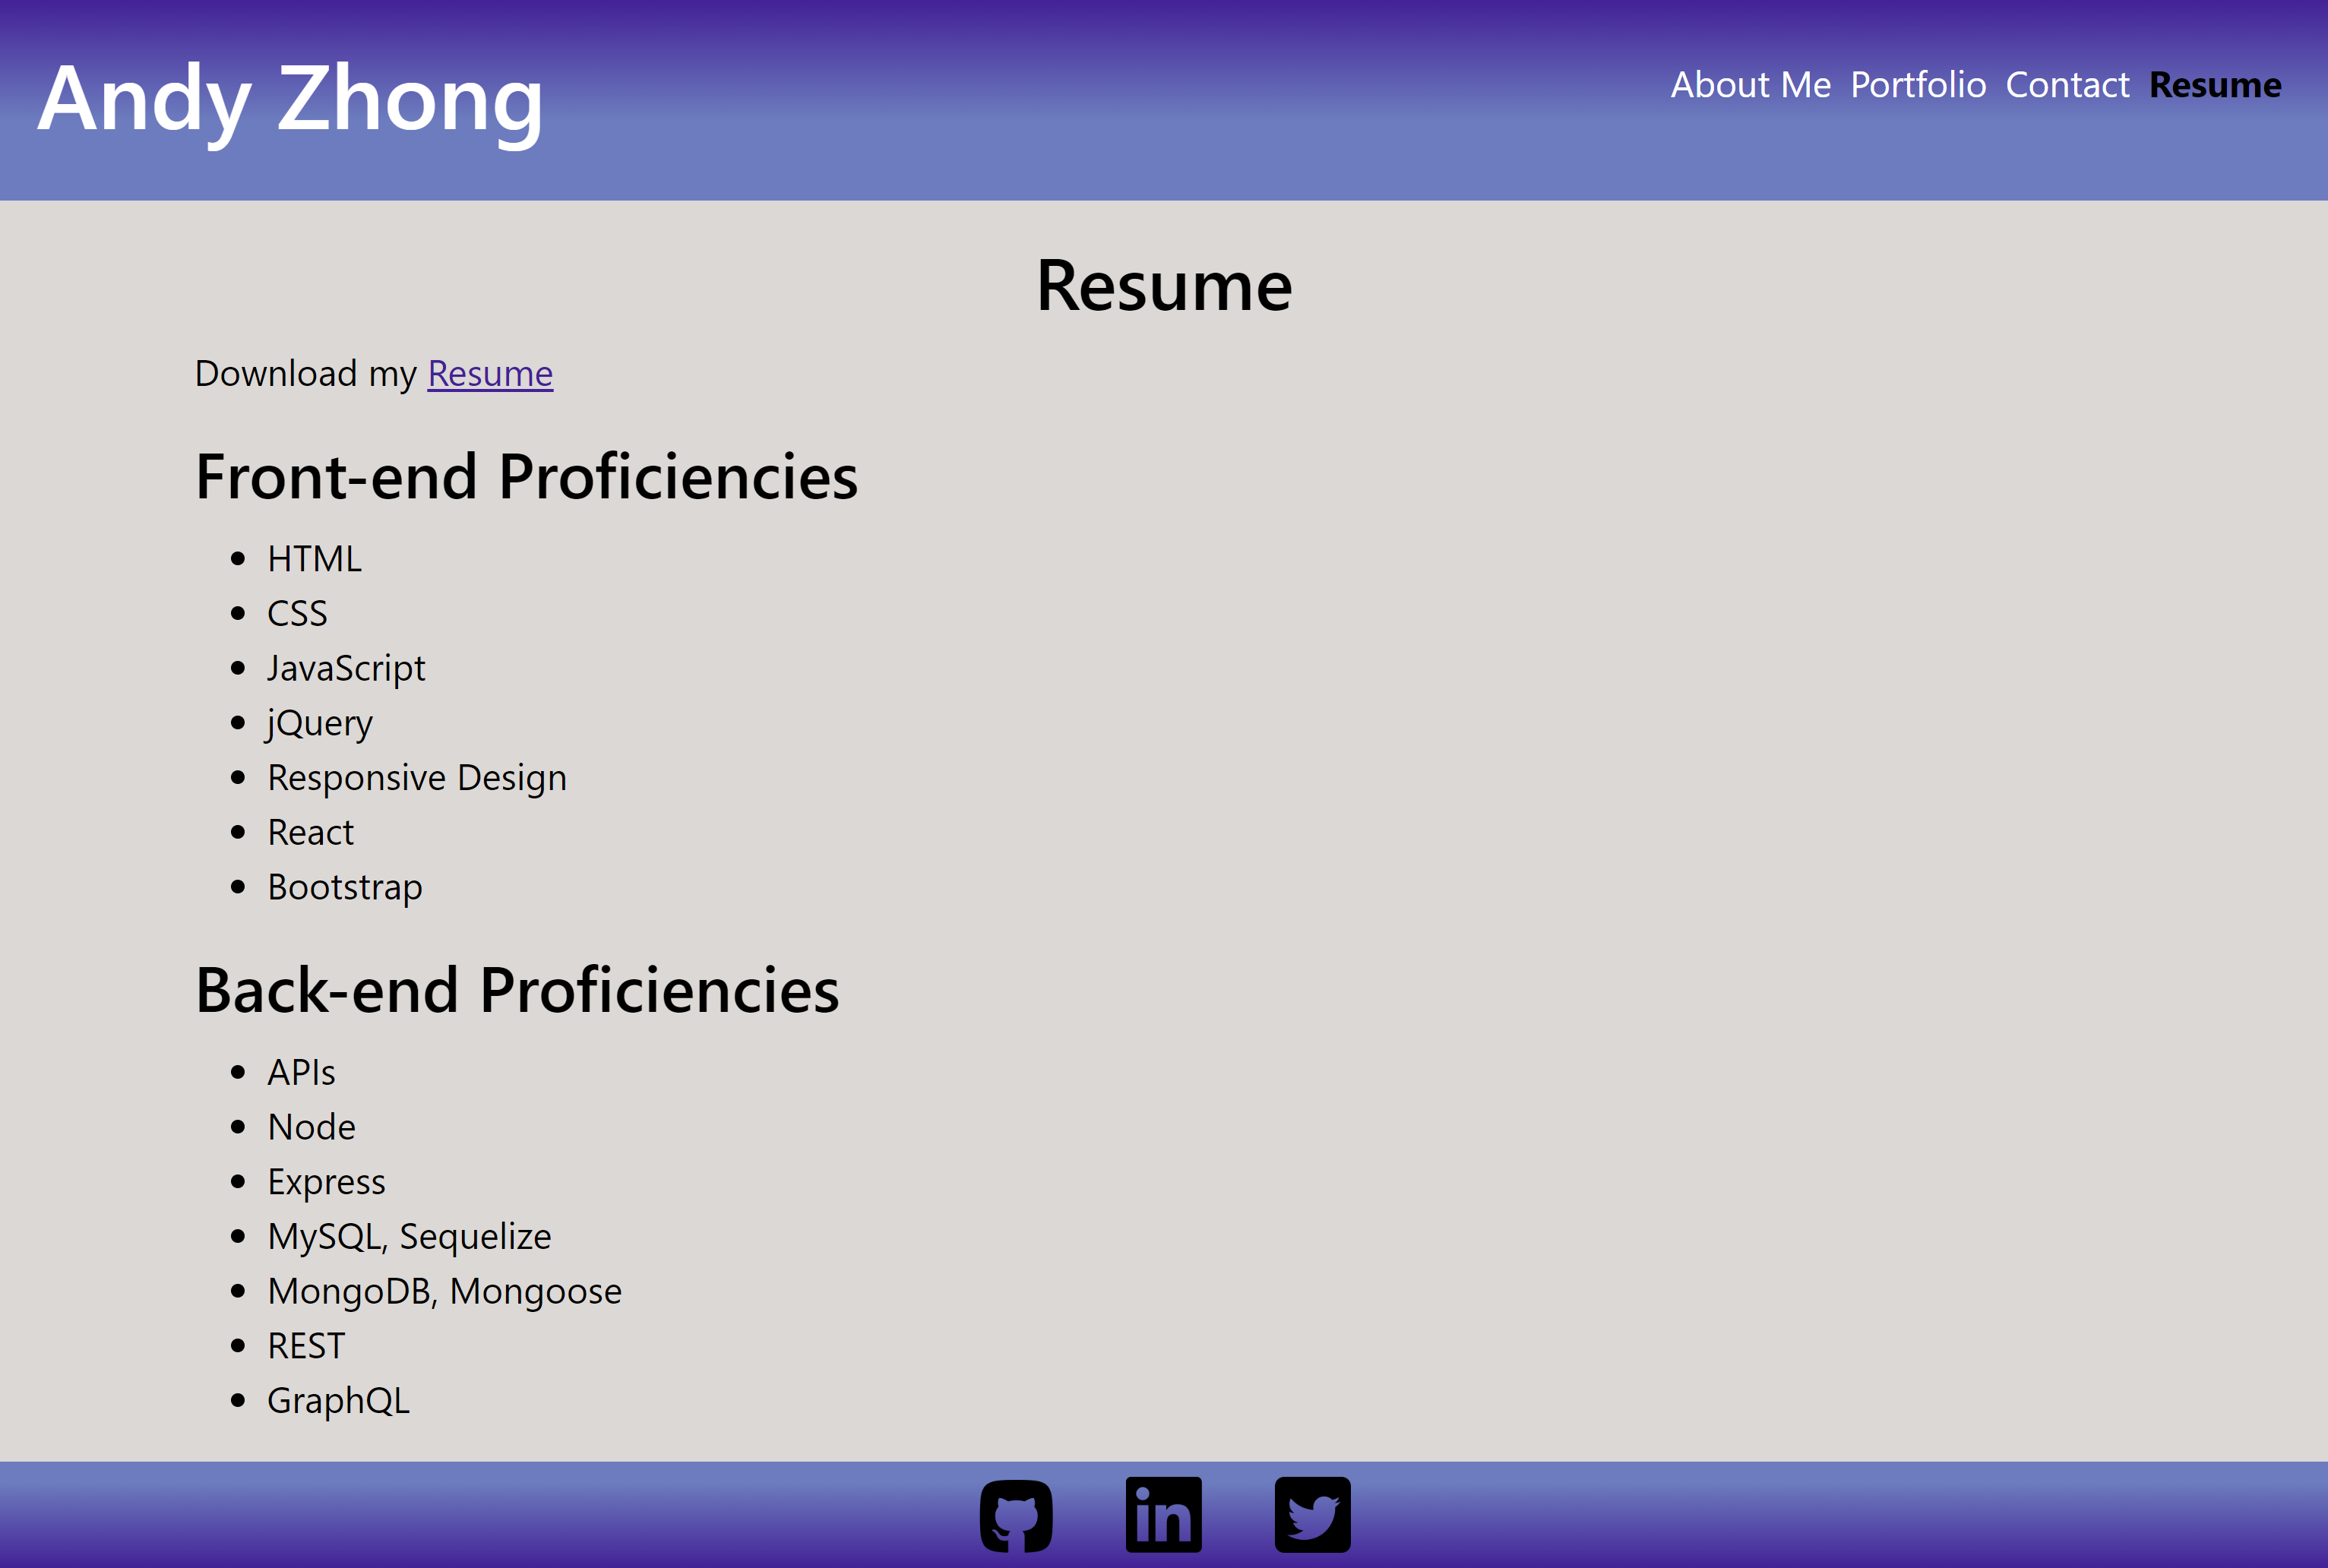 Andy Zhong
About Me Portfolio Contact Resume
Resume
Download my Resume
Front-end Proficiencies
HTML
CSS
JavaScript
jQuery
Responsive Design
React
Bootstrap
Back-end Proficiencies
APIs
Node
Express
MySQL, Sequelize
MongoDB, Mongoose
REST
GraphQL
in